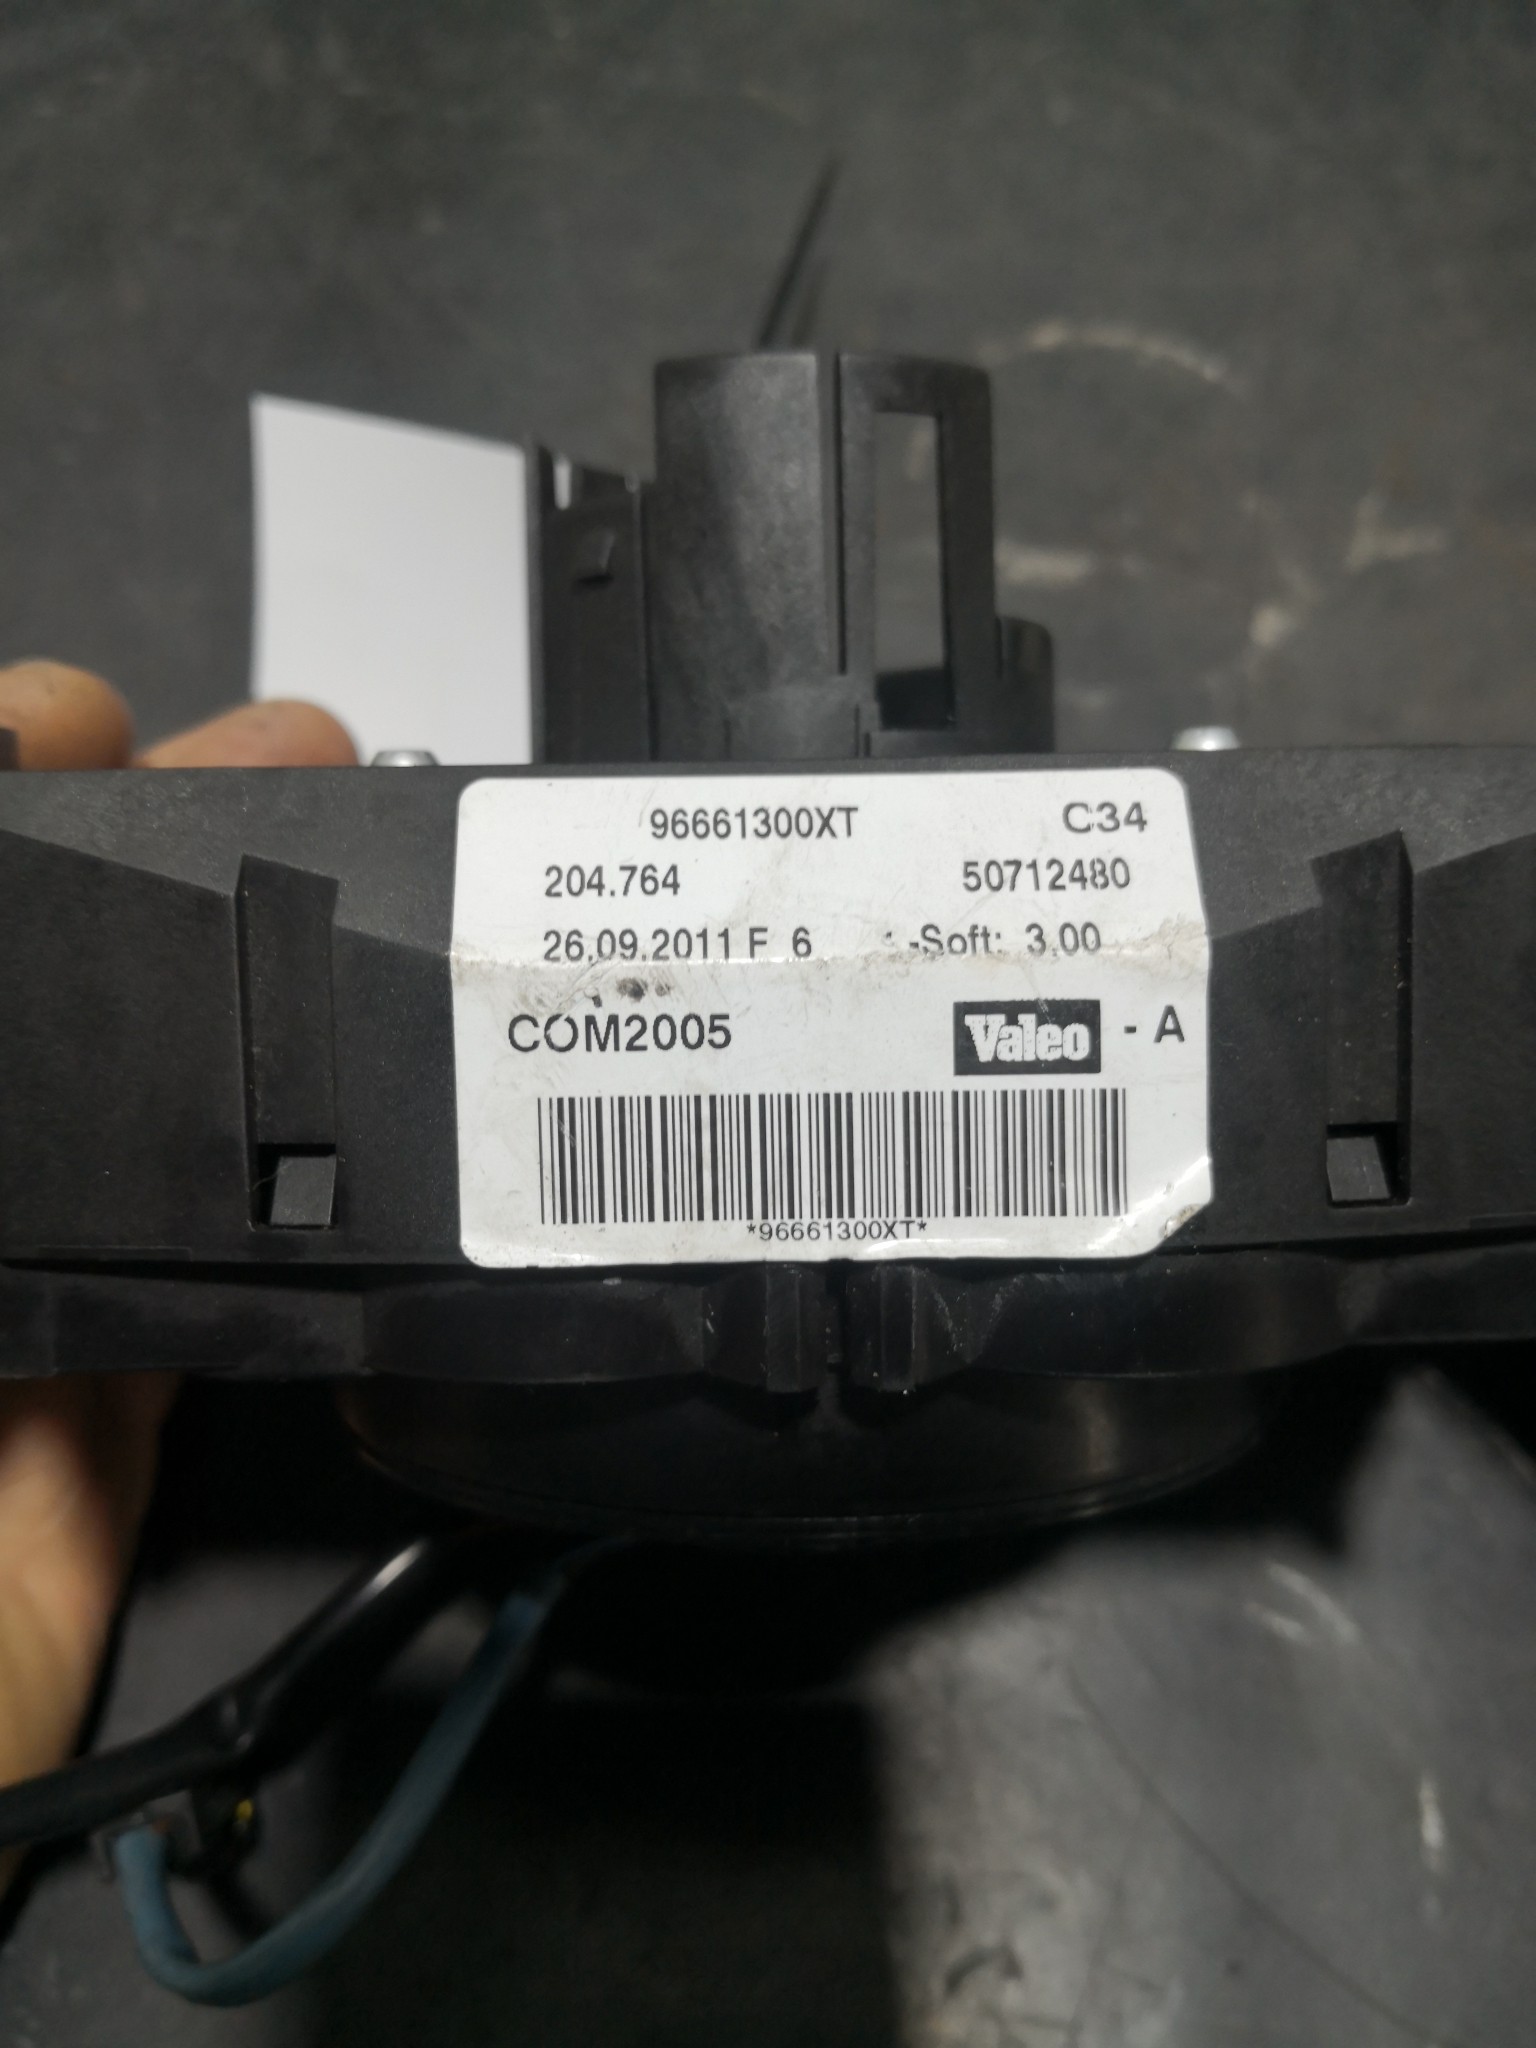 96661300XT C34
204.764 50712480
26.09.2011 F 6 -Soft: 3.00
COM2005 Valeo - A
*96661300XT*